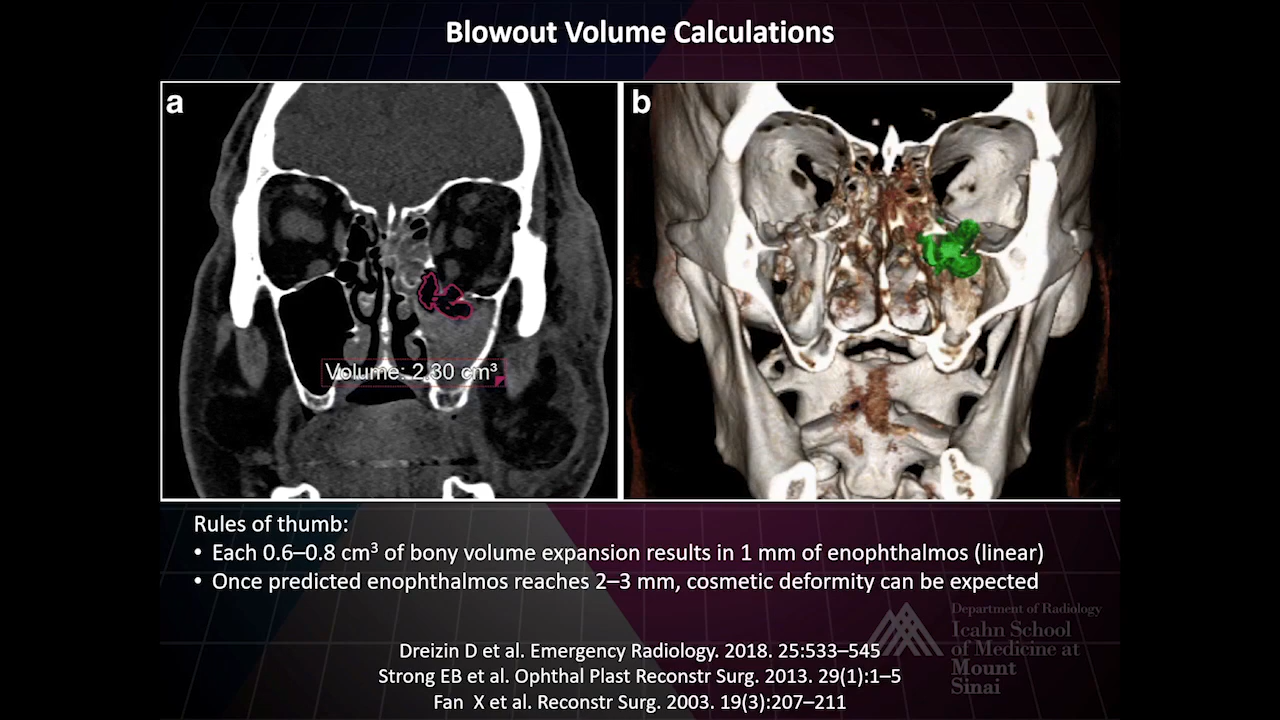 Blowout Volume Calculations
a
b
Volume: 2.30 cm³
Rules of thumb:
• Each 0.6–0.8 cm³ of bony volume expansion results in 1 mm of enophthalmos (linear)
• Once predicted enophthalmos reaches 2–3 mm, cosmetic deformity can be expected
Department of Radiology
Icahn School
of Medicine at
Mount
Sinai
Dreizin D et al. Emergency Radiology. 2018. 25:533–545
Strong EB et al. Ophthal Plast Reconstr Surg. 2013. 29(1):1–5
Fan X et al. Reconstr Surg. 2003. 19(3):207–211